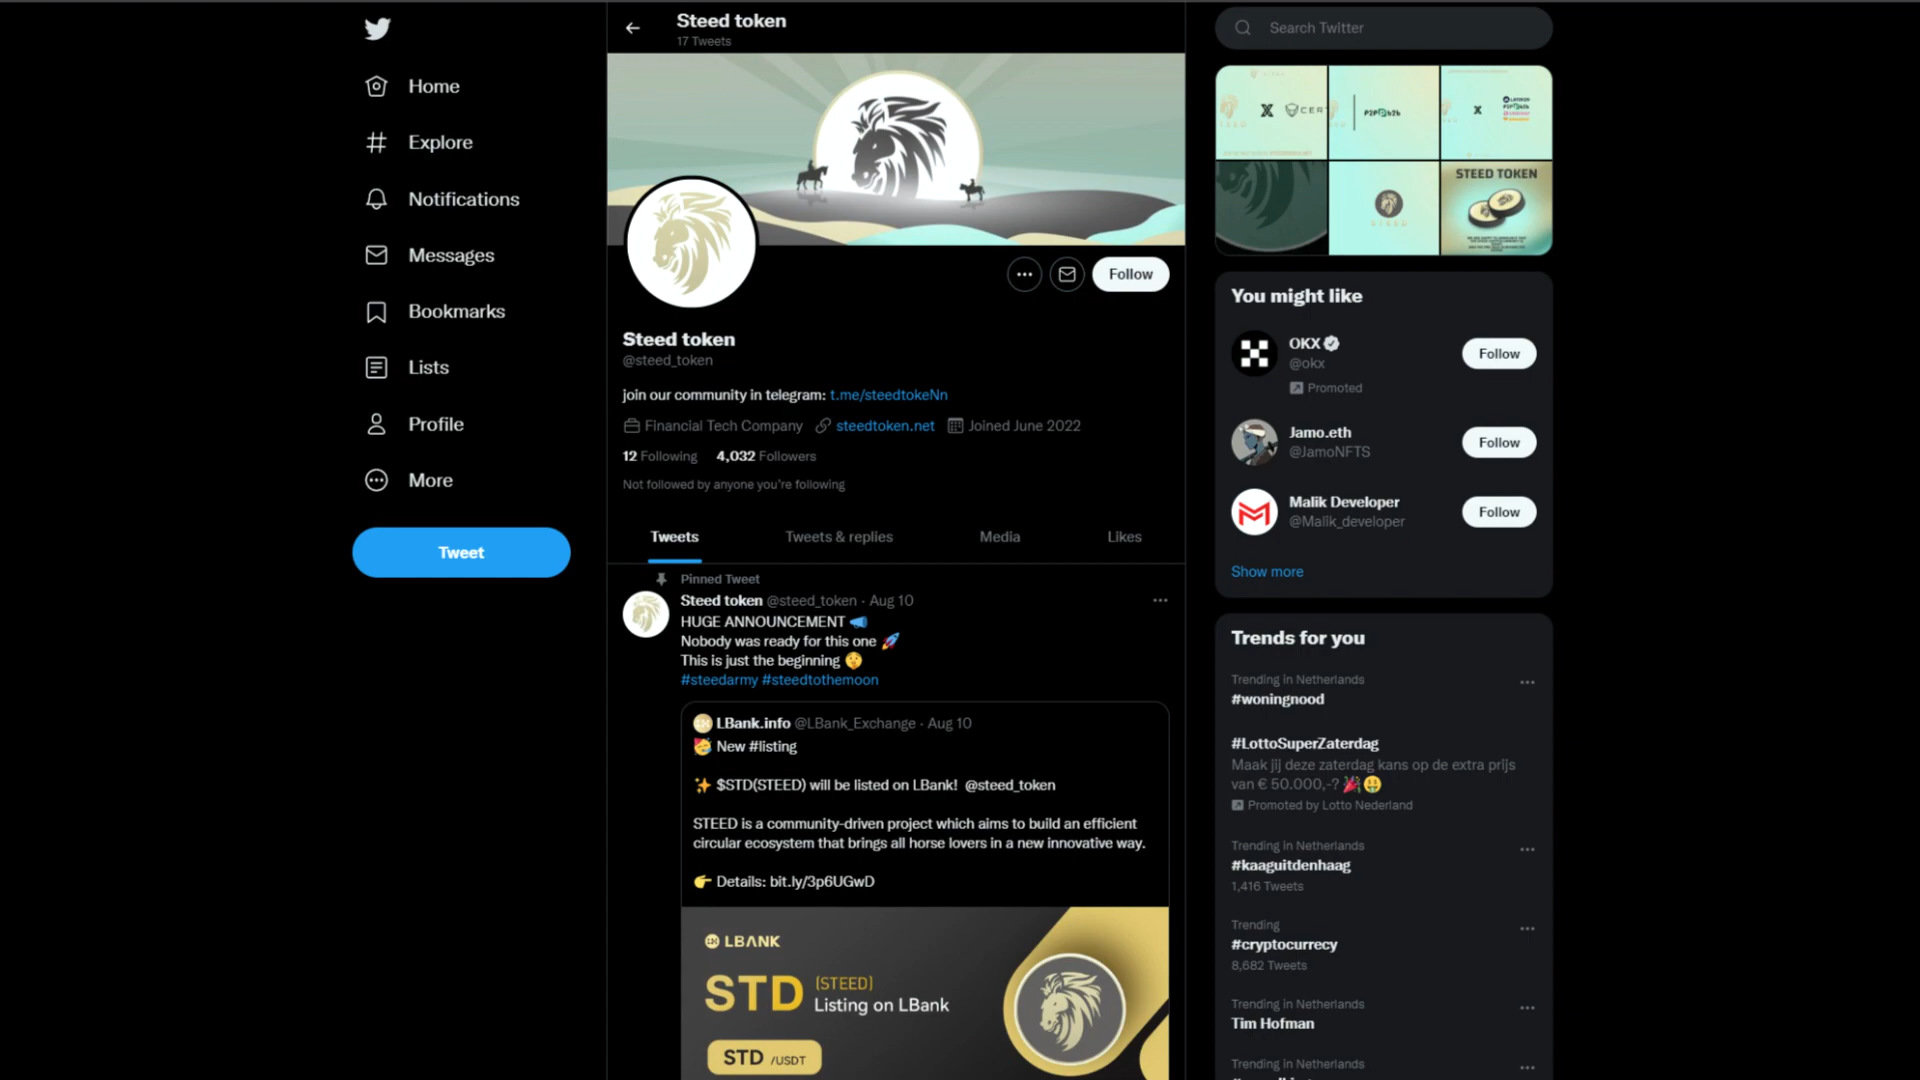 Home
Explore
Notifications
Messages
Bookmarks
Lists
Profile
More
Tweet
Steed token
17 Tweets
Follow
Steed token
@steed_token
join our community in telegram: t.me/steedtokeNn
Financial Tech Company steedtoken.net Joined June 2022
12 Following 4,032 Followers
Not followed by anyone you're following
Tweets Tweets & replies Media Likes
Pinned Tweet
Steed token @steed_token · Aug 10
HUGE ANNOUNCEMENT 📣
Nobody was ready for this one 🚀
This is just the beginning 🤫
#steedarmy #steedtothemoon
LBank.info @LBank_Exchange · Aug 10
🥳 New #listing
✨ $STD(STEED) will be listed on LBank! @steed_token
STEED is a community-driven project which aims to build an efficient
circular ecosystem that brings all horse lovers in a new innovative way.
👉 Details: bit.ly/3p6UGwD
LBANK
STD (STEED)
Listing on LBank
STD /USDT
Search Twitter
X CER
P2PB2B
X
STEED TOKEN
You might like
OKX
@okx
Promoted
Follow
Jamo.eth
@JamoNFTS
Follow
Malik Developer
@Malik_developer
Follow
Show more
Trends for you
Trending in Netherlands
#woningnood
#LottoSuperZaterdag
Maak jij deze zaterdag kans op de extra prijs
van € 50.000,-? 🎉🤑
Promoted by Lotto Nederland
Trending in Netherlands
#kaaguitdenhaag
1,416 Tweets
Trending
#cryptocurrecy
8,682 Tweets
Trending in Netherlands
Tim Hofman
Trending in Netherlands